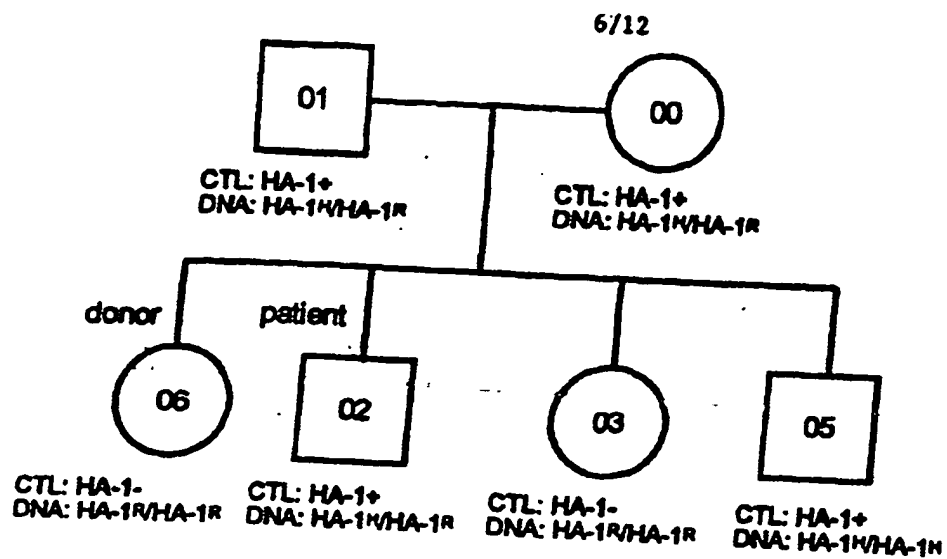 6/12
01
00
CTL: HA-1+
DNA: HA-1ᴴ/HA-1ᴿ
CTL: HA-1+
DNA: HA-1ᴴ/HA-1ᴿ
donor
patient
06
02
03
05
CTL: HA-1-
DNA: HA-1ᴿ/HA-1ᴿ
CTL: HA-1+
DNA: HA-1ᴴ/HA-1ᴿ
CTL: HA-1-
DNA: HA-1ᴿ/HA-1ᴿ
CTL: HA-1+
DNA: HA-1ᴴ/HA-1ᴴ